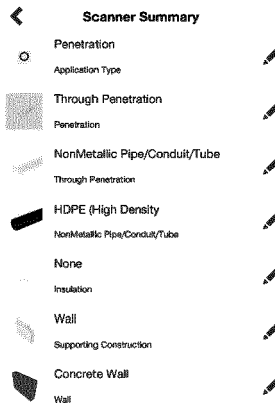 Scanner Summary
Penetration
Application Type
Through Penetration
Penetration
NonMetallic Pipe/Conduit/Tube
Through Penetration
HDPE (High Density
NonMetallic Pipe/Conduit/Tube
None
Insulation
Wall
Supporting Construction
Concrete Wall
Wall